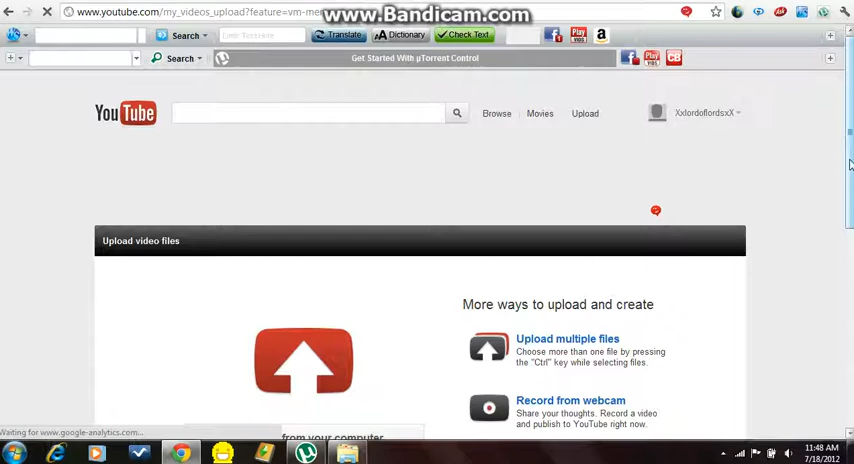 www.youtube.com/my_videos_upload?feature=vm-me
www.Bandicam.com
Search
Translate
Dictionary
Check Text
Search
Get Started With µTorrent Control
YouTube
Browse
Movies
Upload
XxlordoflordsxX
Upload video files
More ways to upload and create
Upload multiple files
Choose more than one file by pressing
the "Ctrl" key while selecting files.
Record from webcam
Share your thoughts. Record a video
and publish to YouTube right now.
from your computer
Waiting for www.google-analytics.com...
11:48 AM
7/18/2012